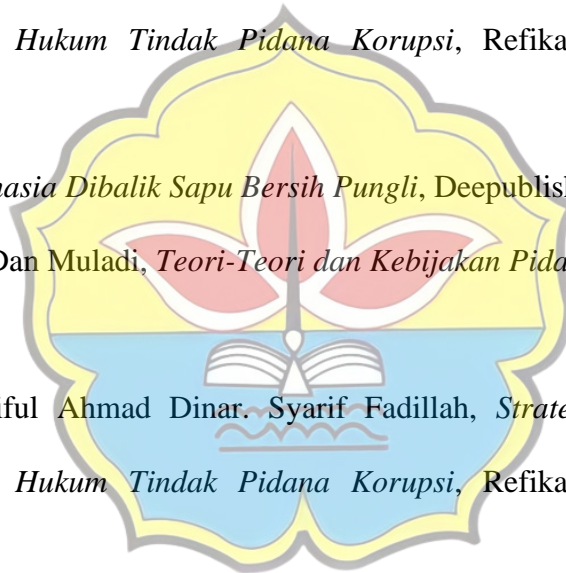 Hukum Tindak Pidana Korupsi, Refika
nasia Dibalik Sapu Bersih Pungli, Deepublish
Dan Muladi, Teori-Teori dan Kebijakan Pida
iful Ahmad Dinar. Syarif Fadillah, Strate
Hukum Tindak Pidana Korupsi, Refika